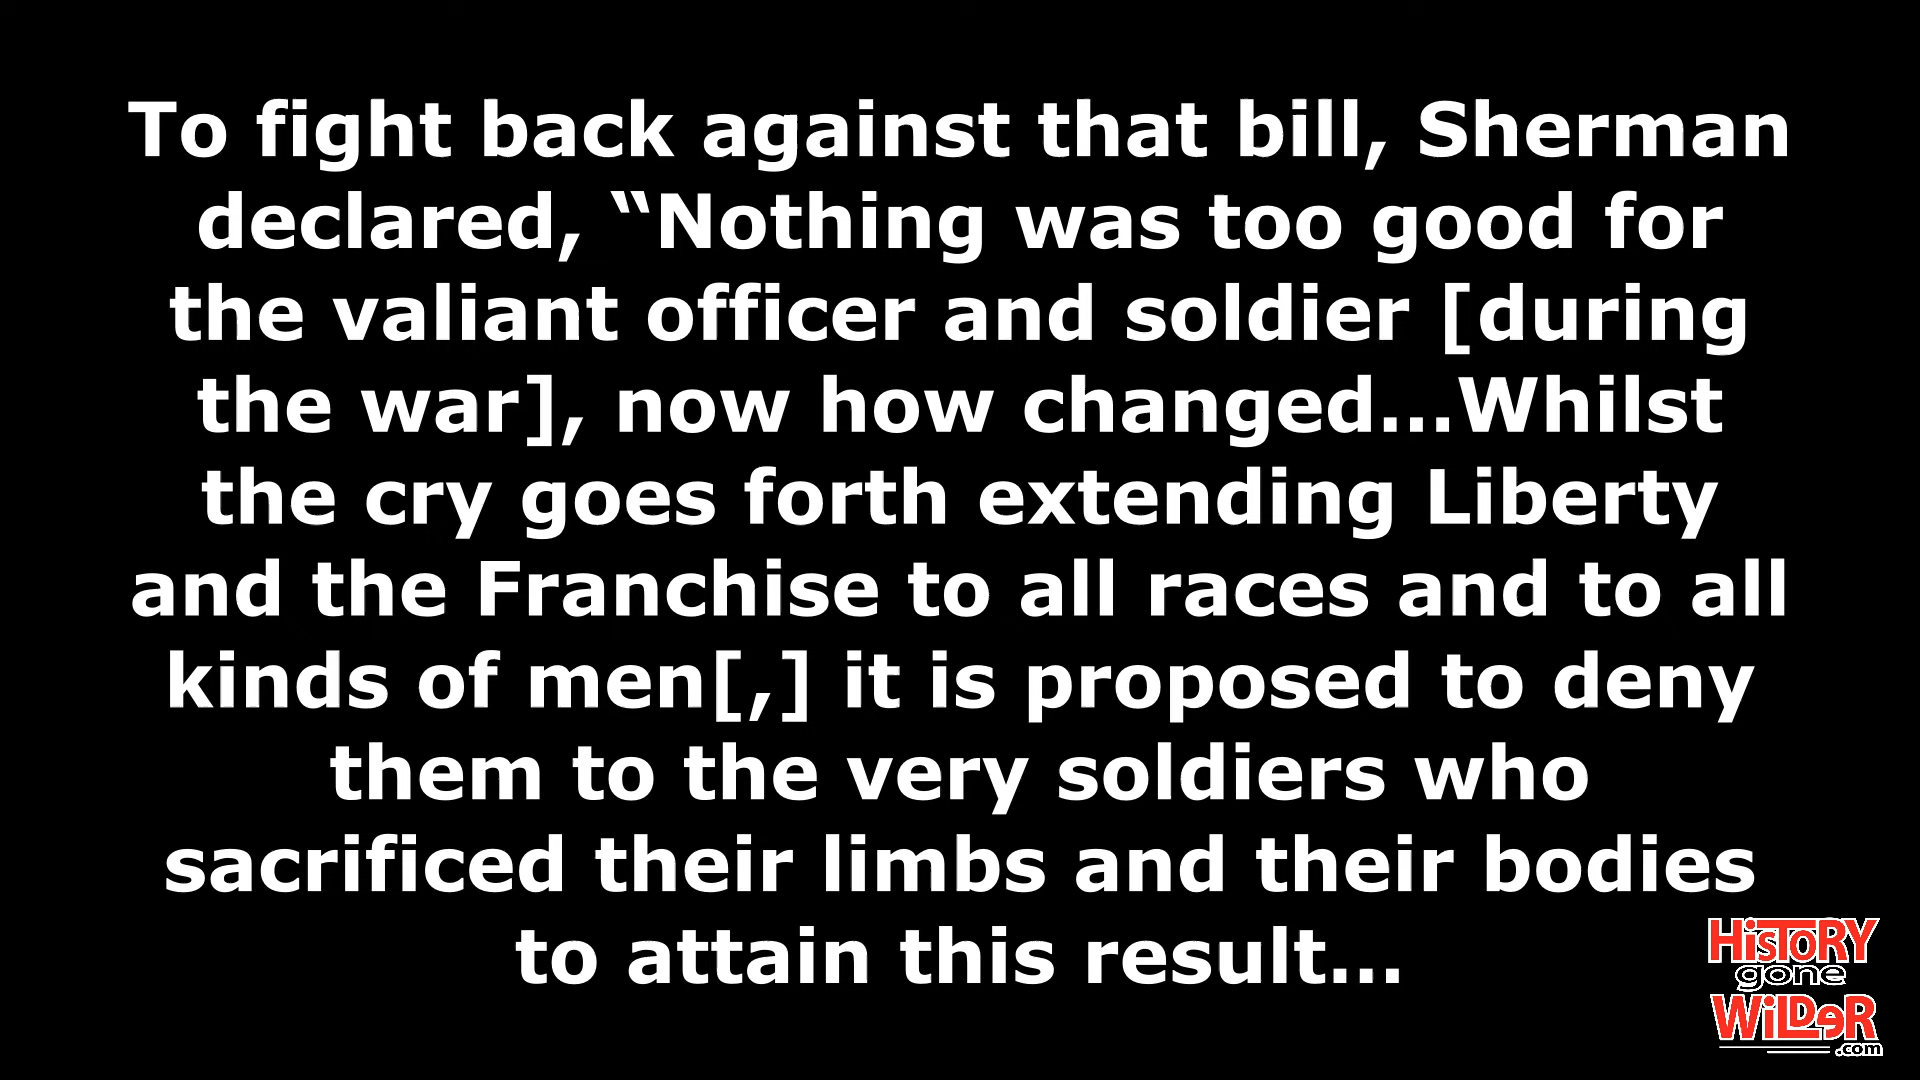 To fight back against that bill, Sherman
declared, “Nothing was too good for
the valiant officer and soldier [during
the war], now how changed...Whilst
the cry goes forth extending Liberty
and the Franchise to all races and to all
kinds of men[,] it is proposed to deny
them to the very soldiers who
sacrificed their limbs and their bodies
to attain this result...
HiSToRY
gone
WiLDeR
.com